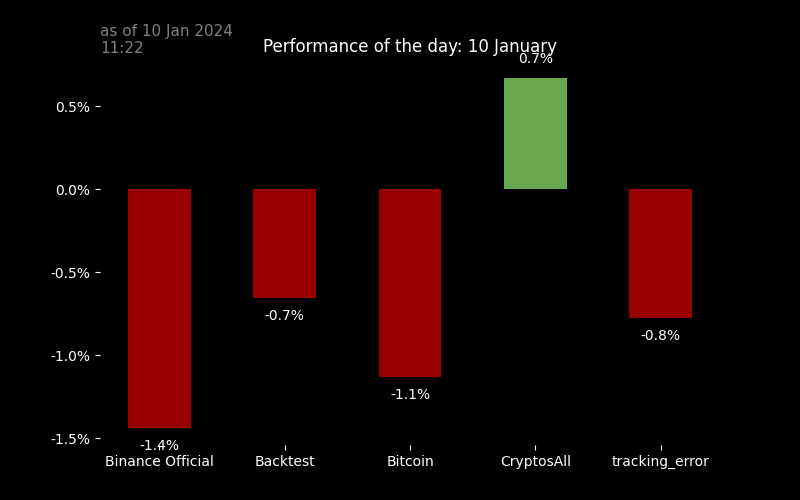 as of 10 Jan 2024
11:22
Performance of the day: 10 January
0.7%
0.5%
0.0%
-0.5%
-0.7%
-0.8%
-1.0%
-1.1%
-1.5%
-1.4%
Binance Official
Backtest
Bitcoin
CryptosAll
tracking_error